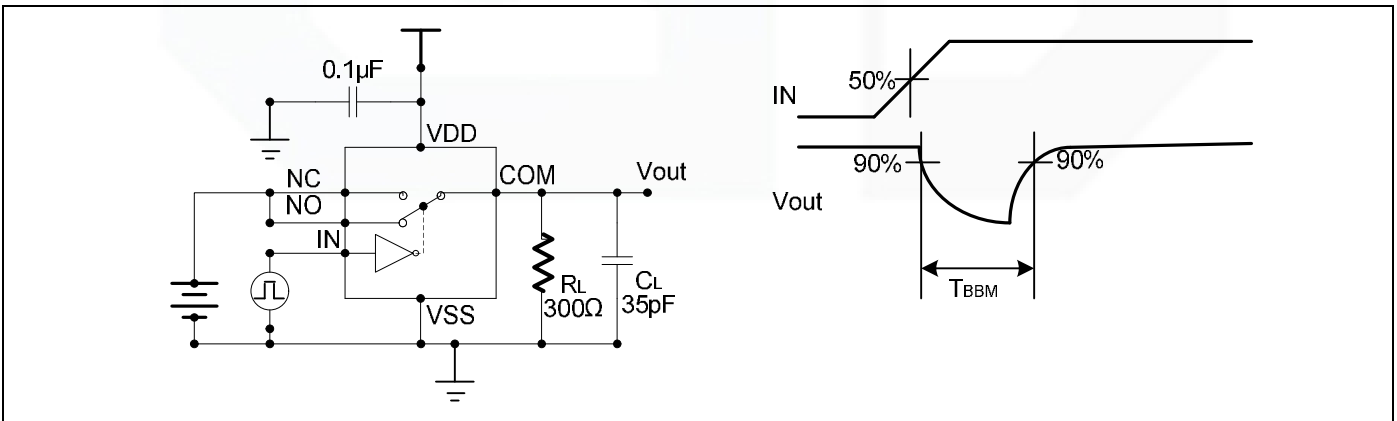 0.1µF
VDD
NC
NO
IN
COM
Vout
RL
300Ω
CL
35pF
VSS
IN
50%
90%
90%
Vout
TBBM